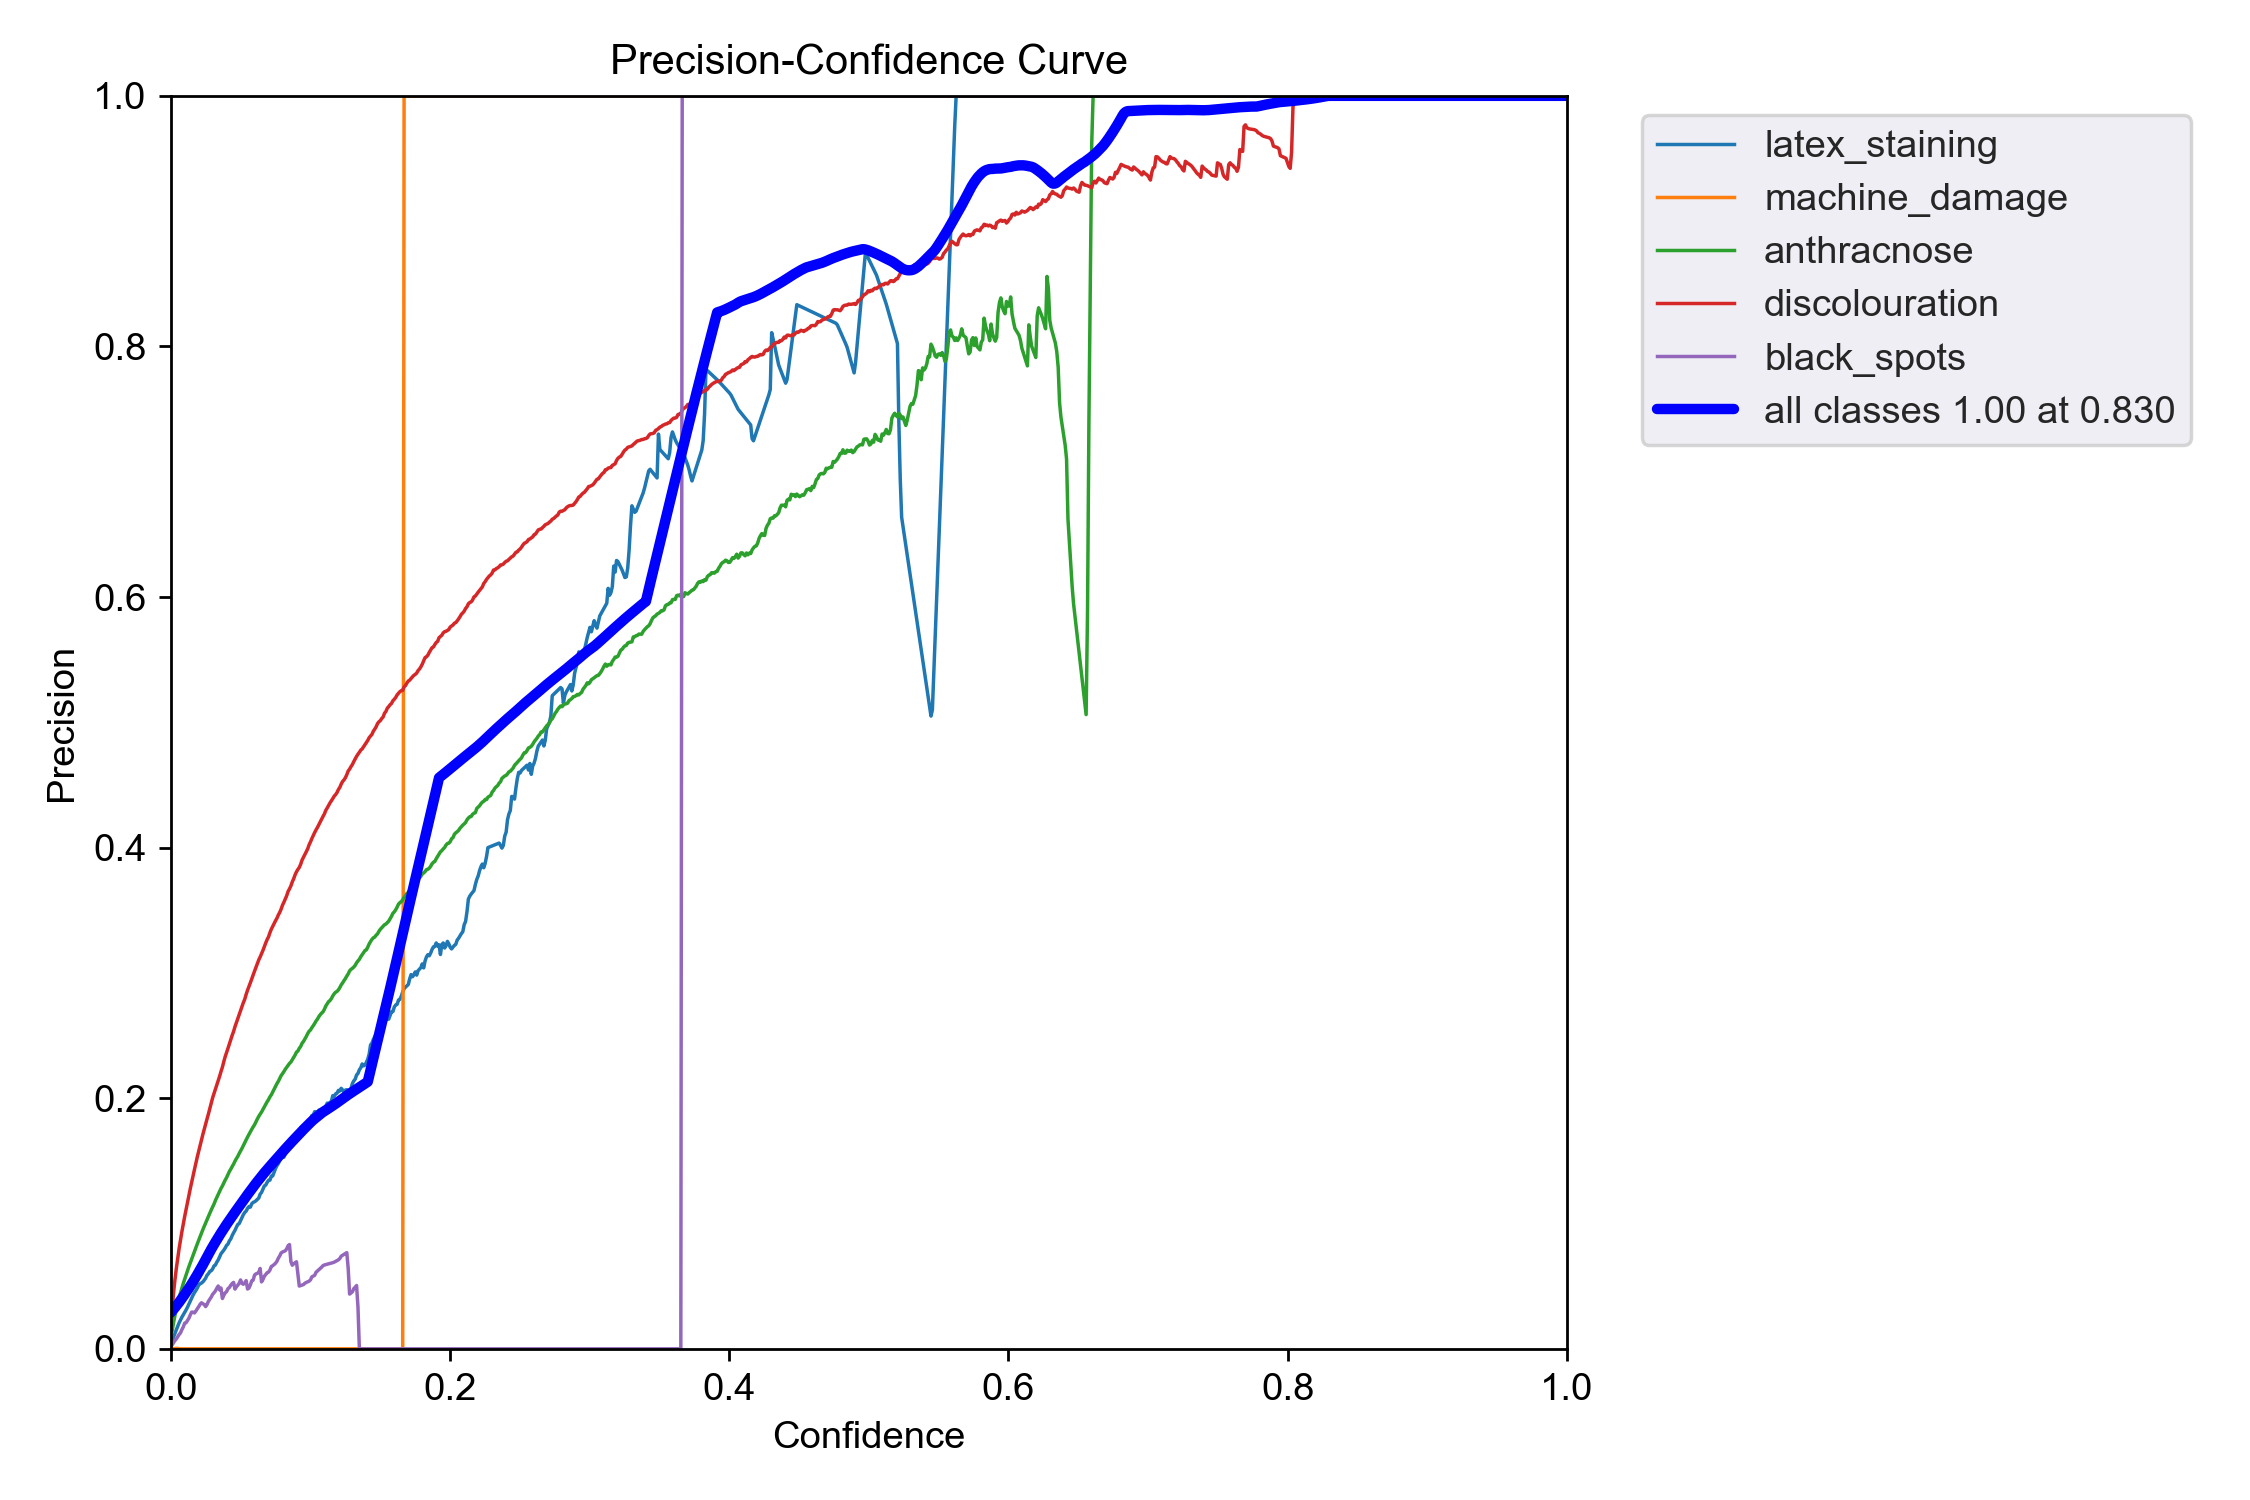 Precision-Confidence Curve
1.0
0.8
0.6
0.4
0.2
0.0
Precision
0.0 0.2 0.4 0.6 0.8 1.0
Confidence
latex_staining
machine_damage
anthracnose
discolouration
black_spots
all classes 1.00 at 0.830